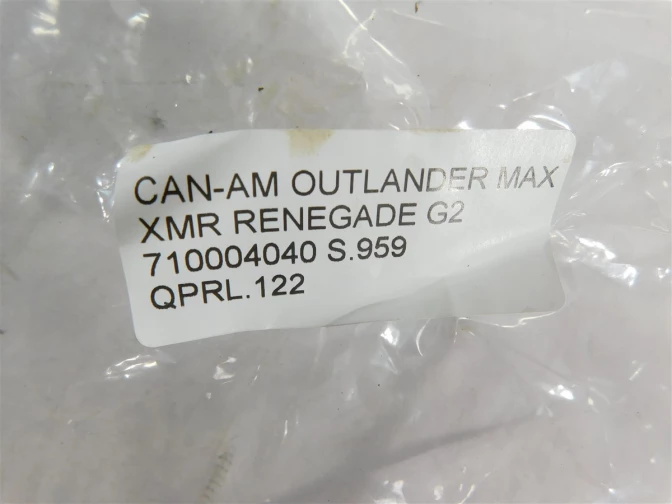 CAN-AM OUTLANDER MAX
XMR RENEGADE G2
710004040 S.959
QPRL.122